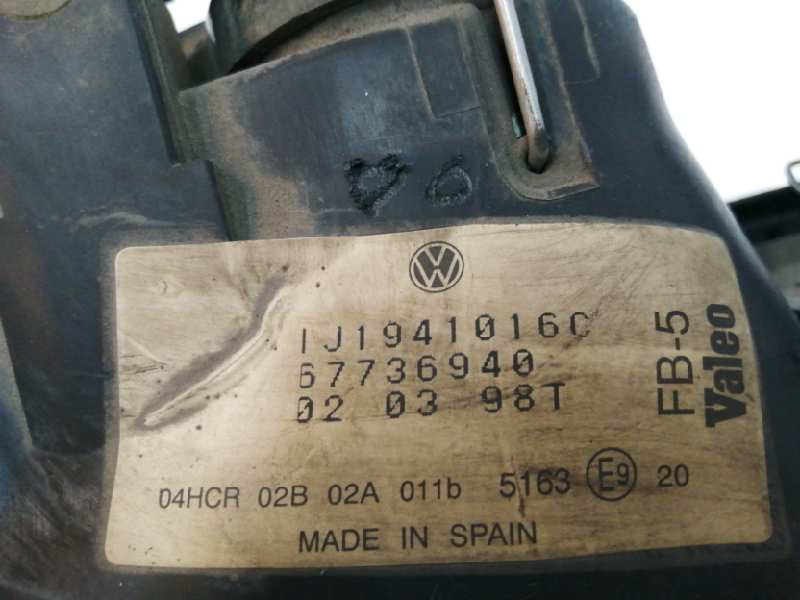 1J1941016C
67736940
02 03 98T
FB-5
Valeo
04HCR 02B 02A 011b 5163 E9 20
MADE IN SPAIN